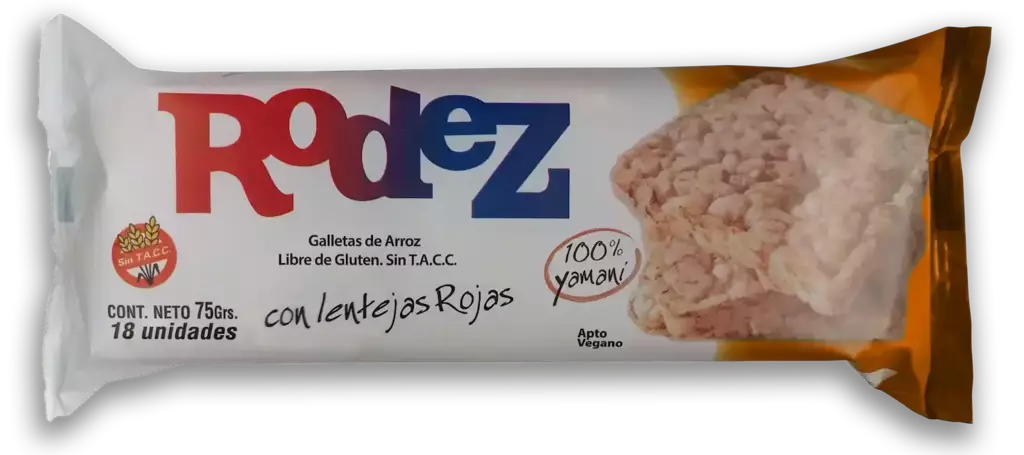 RodeZ
Galletas de Arroz
Libre de Gluten. Sin T.A.C.C.
Sin T.A.C.C.
100%
yamaní
con lentejas Rojas
CONT. NETO 75Grs.
18 unidades
Apto
Vegano